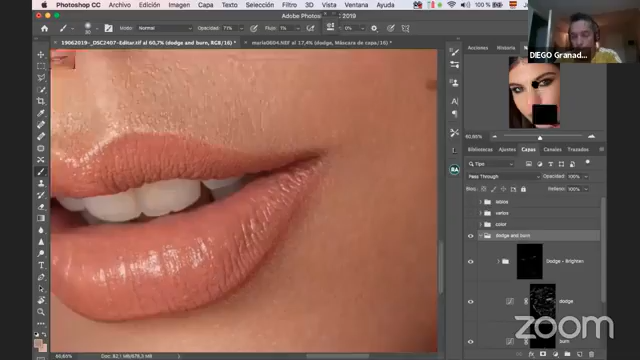 Photoshop CC Archivo Edición Imagen Capa Texto Selección Filtro 3D Vista Ventana Ayuda 100 %
Adobe Photoshop CC 2019
Modo: Normal Opacidad: 71% Flujo: 1% 0%
19062019-_DSC2407-Editar.tif al 60,7% (dodge and burn, RGB/16) *
maria0604.NEF al 17,4% (dodge, Máscara de capa/16) *
Acciones Historia
DIEGO Granad...
60,65%
Bibliotecas Ajustes Capas Canales Trazados
Tipo
Pass Through Opacidad: 100%
Bloq.: Relleno: 100%
labios
varios
color
dodge and burn
Dodge - Brighten
dodge
burn
60,65% Doc: 82,1 MB/678,3 MB
zoom